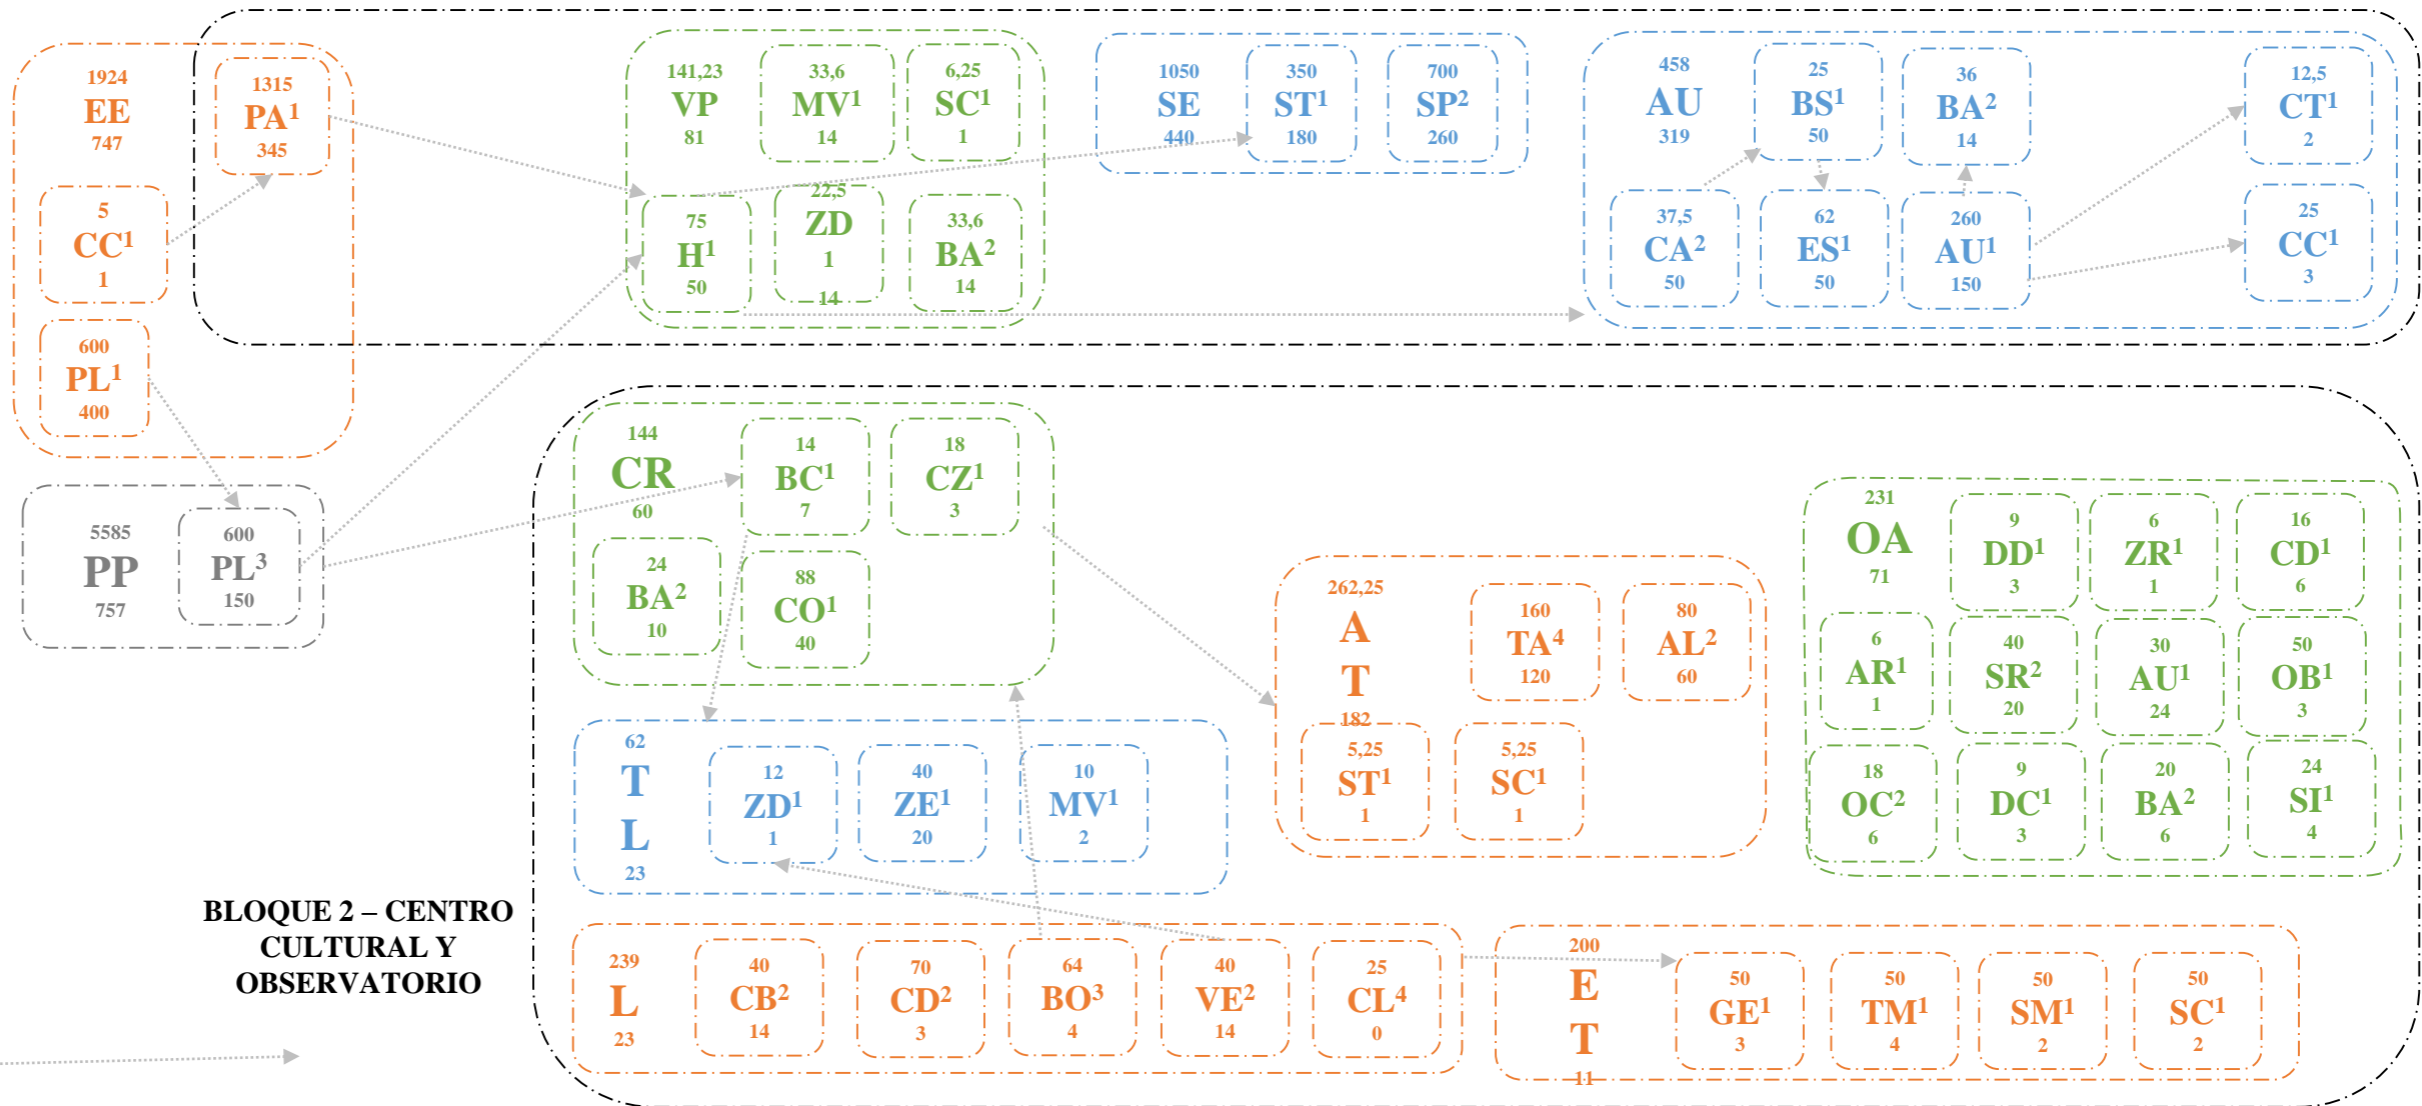 1924
EE
747
1315
PA¹
345
5
CC¹
1
600
PL¹
400
5585
PP
757
600
PL³
150
141,23
VP
81
33,6
MV¹
14
6,25
SC¹
1
75
H¹
50
22,5
ZD
1
14
33,6
BA²
14
1050
SE
440
350
ST¹
180
700
SP²
260
458
AU
319
25
BS¹
50
36
BA²
14
12,5
CT¹
2
37,5
CA²
50
62
ES¹
50
260
AU¹
150
25
CC¹
3
144
CR
60
14
BC¹
7
18
CZ¹
3
24
BA²
10
88
CO¹
40
62
T
L
23
12
ZD¹
1
40
ZE¹
20
10
MV¹
2
262,25
A
T
182
160
TA⁴
120
80
AL²
60
5,25
ST¹
1
5,25
SC¹
1
231
OA
71
9
DD¹
3
6
ZR¹
1
16
CD¹
6
6
AR¹
1
40
SR²
20
30
AU¹
24
50
OB¹
3
18
OC²
6
9
DC¹
3
20
BA²
6
24
SI¹
4
BLOQUE 2 – CENTRO
CULTURAL Y
OBSERVATORIO
239
L
23
40
CB²
14
70
CD²
3
64
BO³
4
40
VE²
14
25
CL⁴
0
200
E
T
11
50
GE¹
3
50
TM¹
4
50
SM¹
2
50
SC¹
2